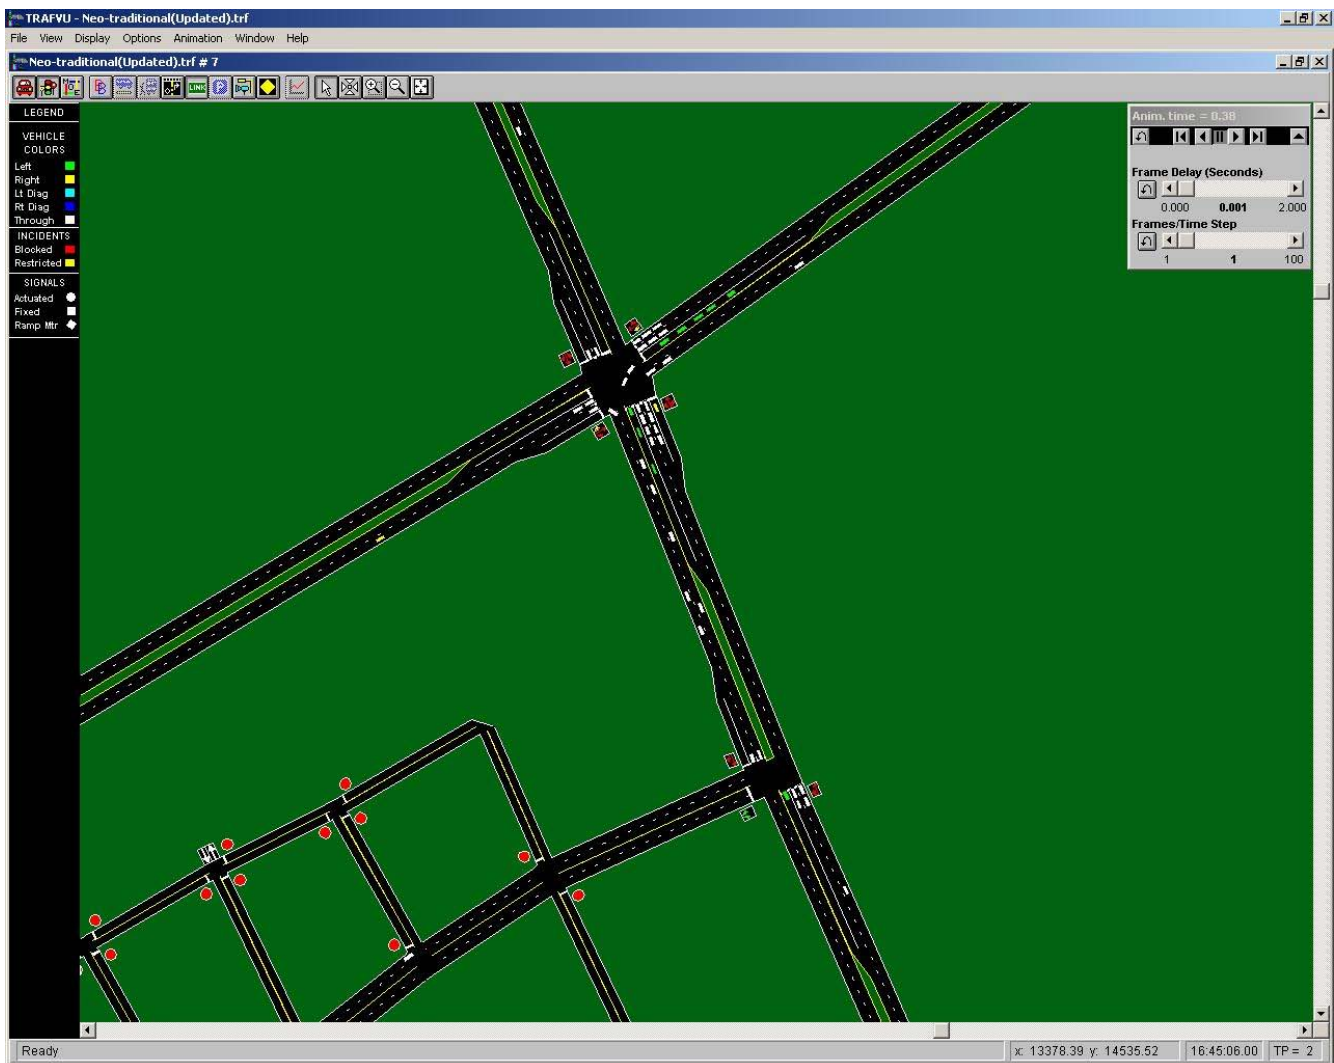 TRAFVU - Neo-traditional(Updated).trf
File View Display Options Animation Window Help
Neo-traditional(Updated).trf # 7
LINK
LEGEND
VEHICLE
COLORS
Left
Right
Lt Diag
Rt Diag
Through
INCIDENTS
Blocked
Restricted
SIGNALS
Actuated
Fixed
Ramp Mtr
Anim. time = 0.38
Frame Delay (Seconds)
0.000 0.001 2.000
Frames/Time Step
1 1 100
Ready x: 13378.39 y: 14535.52 16:45:06.00 TP = 2